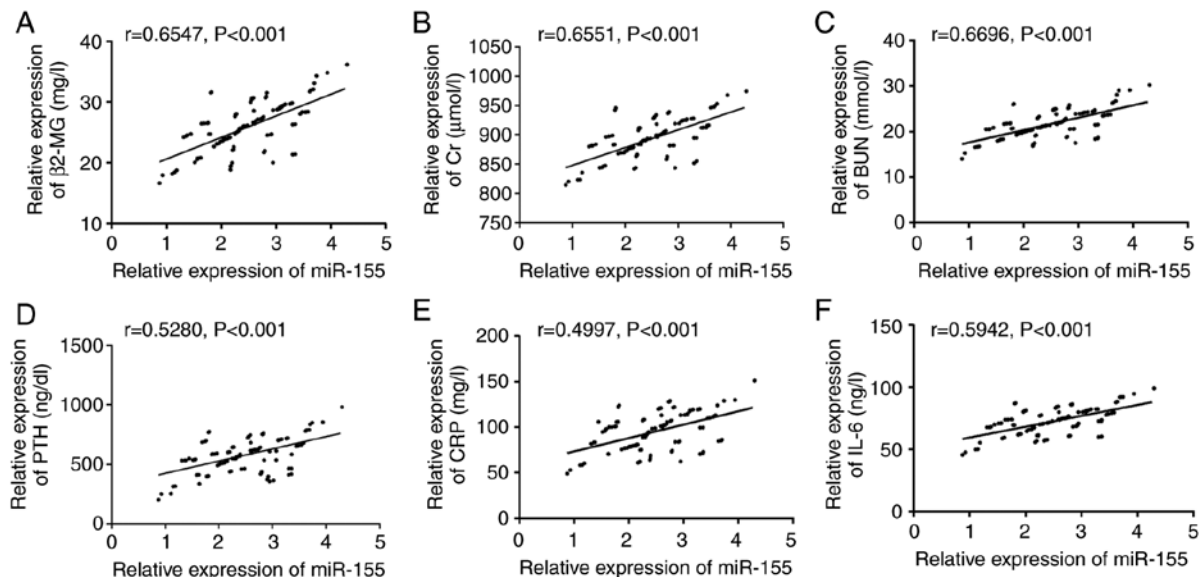 A
r=0.6547, P<0.001
Relative expression
of β2-MG (mg/l)
40
30
20
10
0 1 2 3 4 5
Relative expression of miR-155
B
r=0.6551, P<0.001
Relative expression
of Cr (μmol/l)
1050
1000
950
900
850
800
750
0 1 2 3 4 5
Relative expression of miR-155
C
r=0.6696, P<0.001
Relative expression
of BUN (mmol/l)
40
30
20
10
0
0 1 2 3 4 5
Relative expression of miR-155
D
r=0.5280, P<0.001
Relative expression
of PTH (ng/dl)
1500
1000
500
0
0 1 2 3 4 5
Relative expression of miR-155
E
r=0.4997, P<0.001
Relative expression
of CRP (mg/l)
200
150
100
50
0
0 1 2 3 4 5
Relative expression of miR-155
F
r=0.5942, P<0.001
Relative expression
of IL-6 (ng/l)
150
100
50
0
0 1 2 3 4 5
Relative expression of miR-155